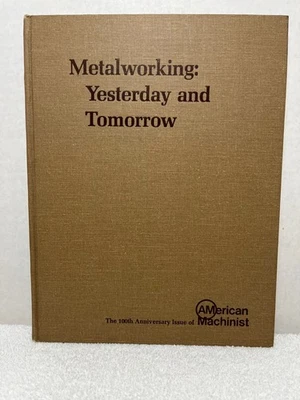 Metalworking:
Yesterday and
Tomorrow
AMerican
The 100th Anniversary Issue of Machinist